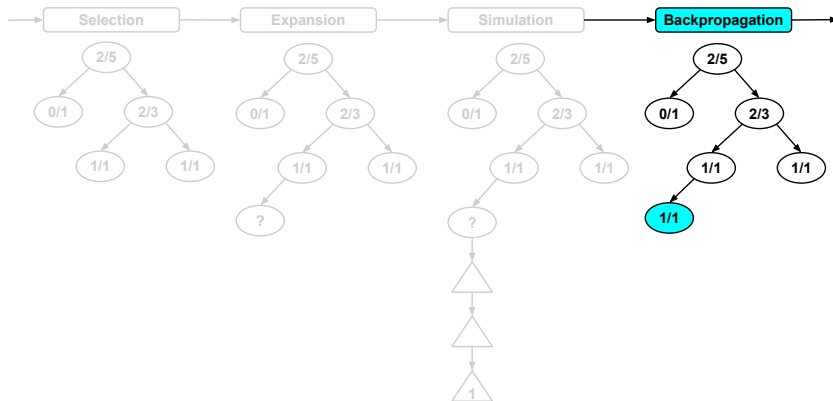 Selection Expansion Simulation Backpropagation
2/5 2/5 2/5 2/5
0/1 2/3 0/1 2/3 0/1 2/3 0/1 2/3
1/1 1/1 1/1 1/1 1/1 1/1 1/1 1/1
? ? 1/1
1